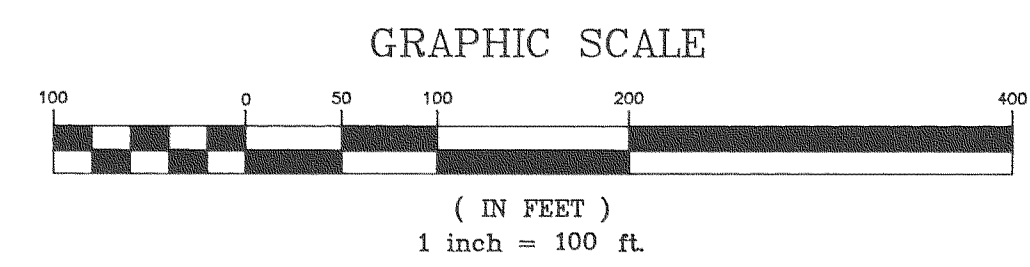 GRAPHIC SCALE
100 0 50 100 200 400
( IN FEET )
1 inch = 100 ft.